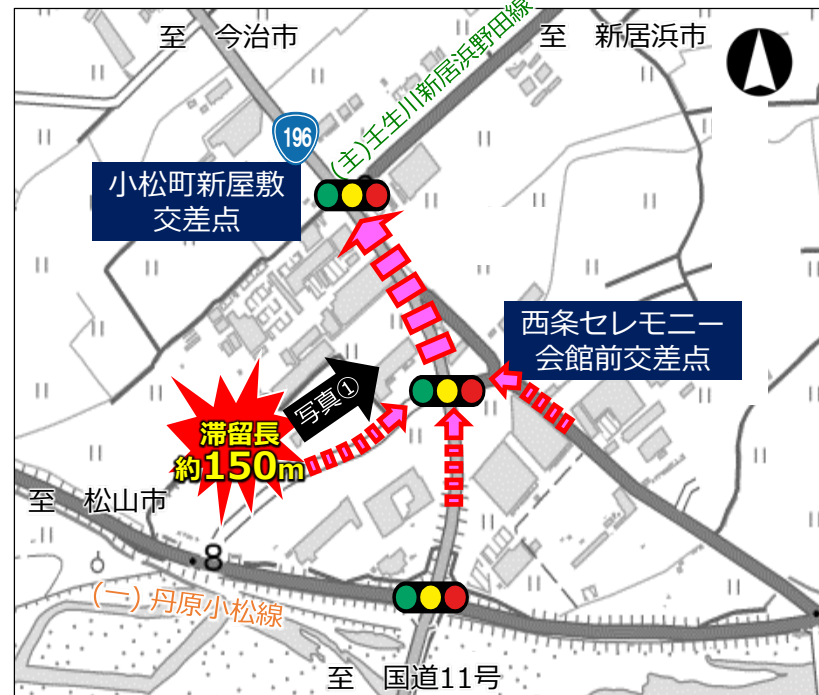 至 今治市
至 新居浜市
(主)壬生川新居浜野田線
196
小松町新屋敷
交差点
西条セレモニー
会館前交差点
写真①
滞留長
約150m
至 松山市
8
(一)丹原小松線
至 国道11号